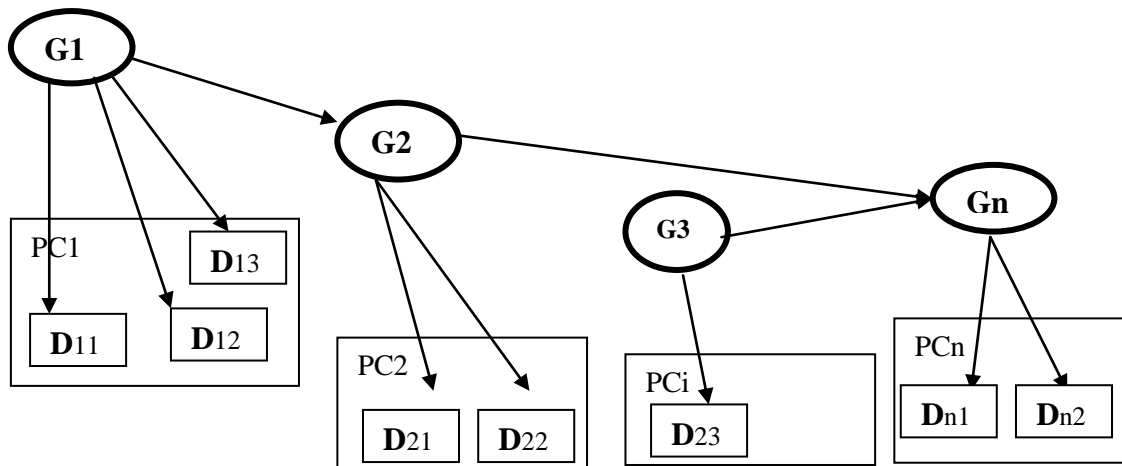 G1
G2
Gn
G3
PC1
D13
D11
D12
PC2
D21
D22
PCi
D23
PCn
Dn1
Dn2